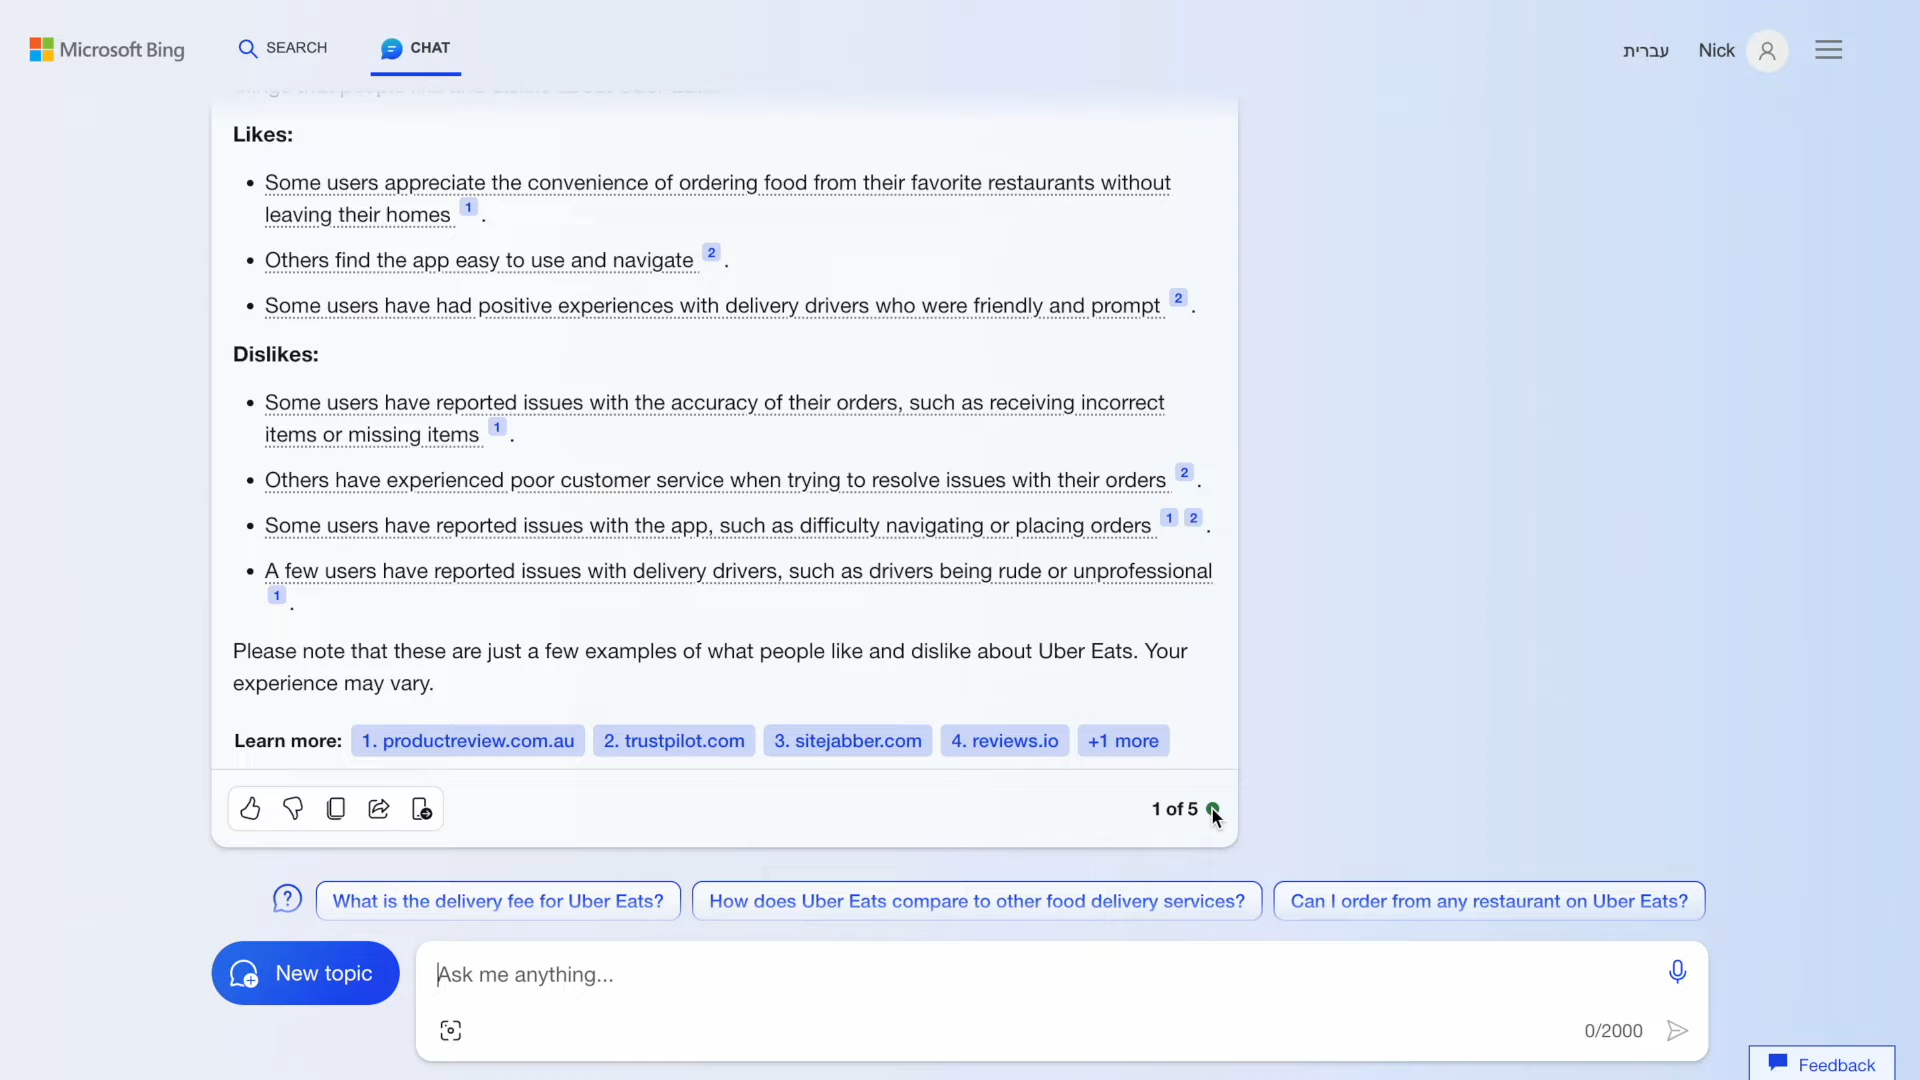 Microsoft Bing
SEARCH
CHAT
עברית
Nick
Likes:
• Some users appreciate the convenience of ordering food from their favorite restaurants without
leaving their homes 1 .
• Others find the app easy to use and navigate 2 .
• Some users have had positive experiences with delivery drivers who were friendly and prompt 2 .
Dislikes:
• Some users have reported issues with the accuracy of their orders, such as receiving incorrect
items or missing items 1 .
• Others have experienced poor customer service when trying to resolve issues with their orders 2 .
• Some users have reported issues with the app, such as difficulty navigating or placing orders 1 2 .
• A few users have reported issues with delivery drivers, such as drivers being rude or unprofessional
1 .
Please note that these are just a few examples of what people like and dislike about Uber Eats. Your
experience may vary.
Learn more: 1. productreview.com.au 2. trustpilot.com 3. sitejabber.com 4. reviews.io +1 more
1 of 5
What is the delivery fee for Uber Eats? How does Uber Eats compare to other food delivery services? Can I order from any restaurant on Uber Eats?
New topic
Ask me anything...
0/2000
Feedback